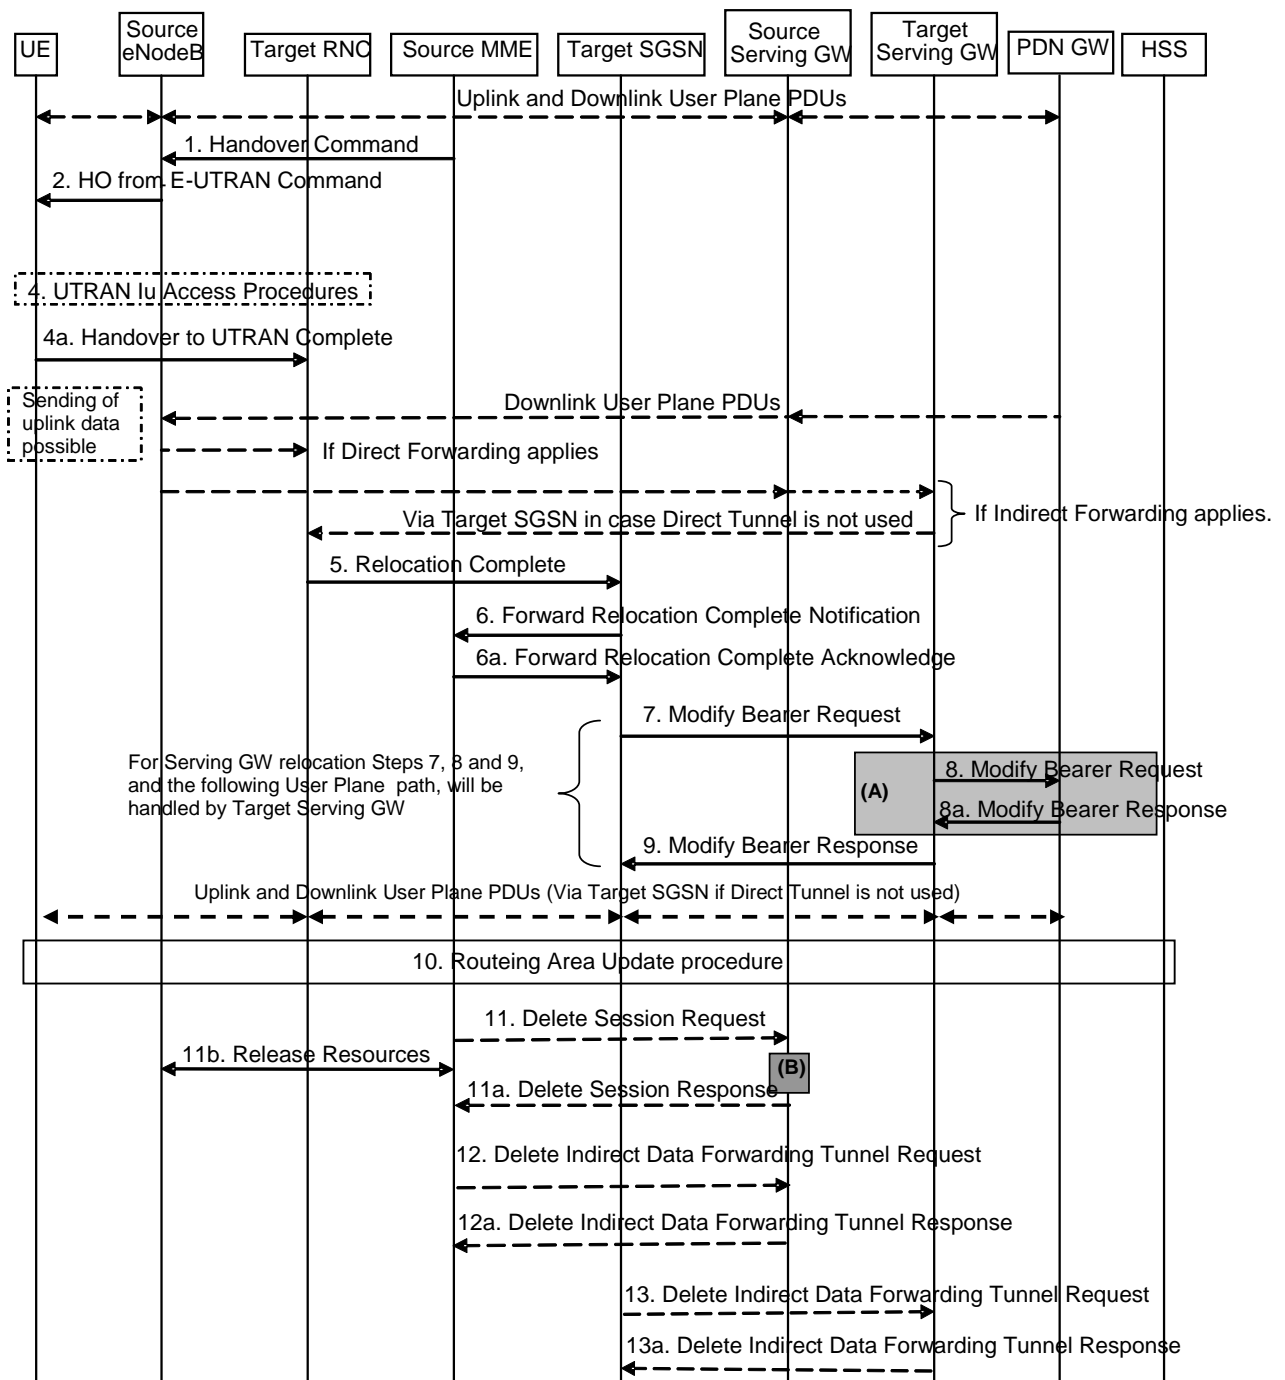 UE
Source
eNodeB
Target RNC
Source MME
Target SGSN
Source
Serving GW
Target
Serving GW
PDN GW
HSS
Uplink and Downlink User Plane PDUs
1. Handover Command
2. HO from E-UTRAN Command
4. UTRAN Iu Access Procedures
4a. Handover to UTRAN Complete
Sending of
uplink data
possible
Downlink User Plane PDUs
If Direct Forwarding applies
Via Target SGSN in case Direct Tunnel is not used
If Indirect Forwarding applies.
5. Relocation Complete
6. Forward Relocation Complete Notification
6a. Forward Relocation Complete Acknowledge
7. Modify Bearer Request
For Serving GW relocation Steps 7, 8 and 9,
and the following User Plane path, will be
handled by Target Serving GW
(A)
8. Modify Bearer Request
8a. Modify Bearer Response
9. Modify Bearer Response
Uplink and Downlink User Plane PDUs (Via Target SGSN if Direct Tunnel is not used)
10. Routeing Area Update procedure
11. Delete Session Request
11b. Release Resources
(B)
11a. Delete Session Response
12. Delete Indirect Data Forwarding Tunnel Request
12a. Delete Indirect Data Forwarding Tunnel Response
13. Delete Indirect Data Forwarding Tunnel Request
13a. Delete Indirect Data Forwarding Tunnel Response